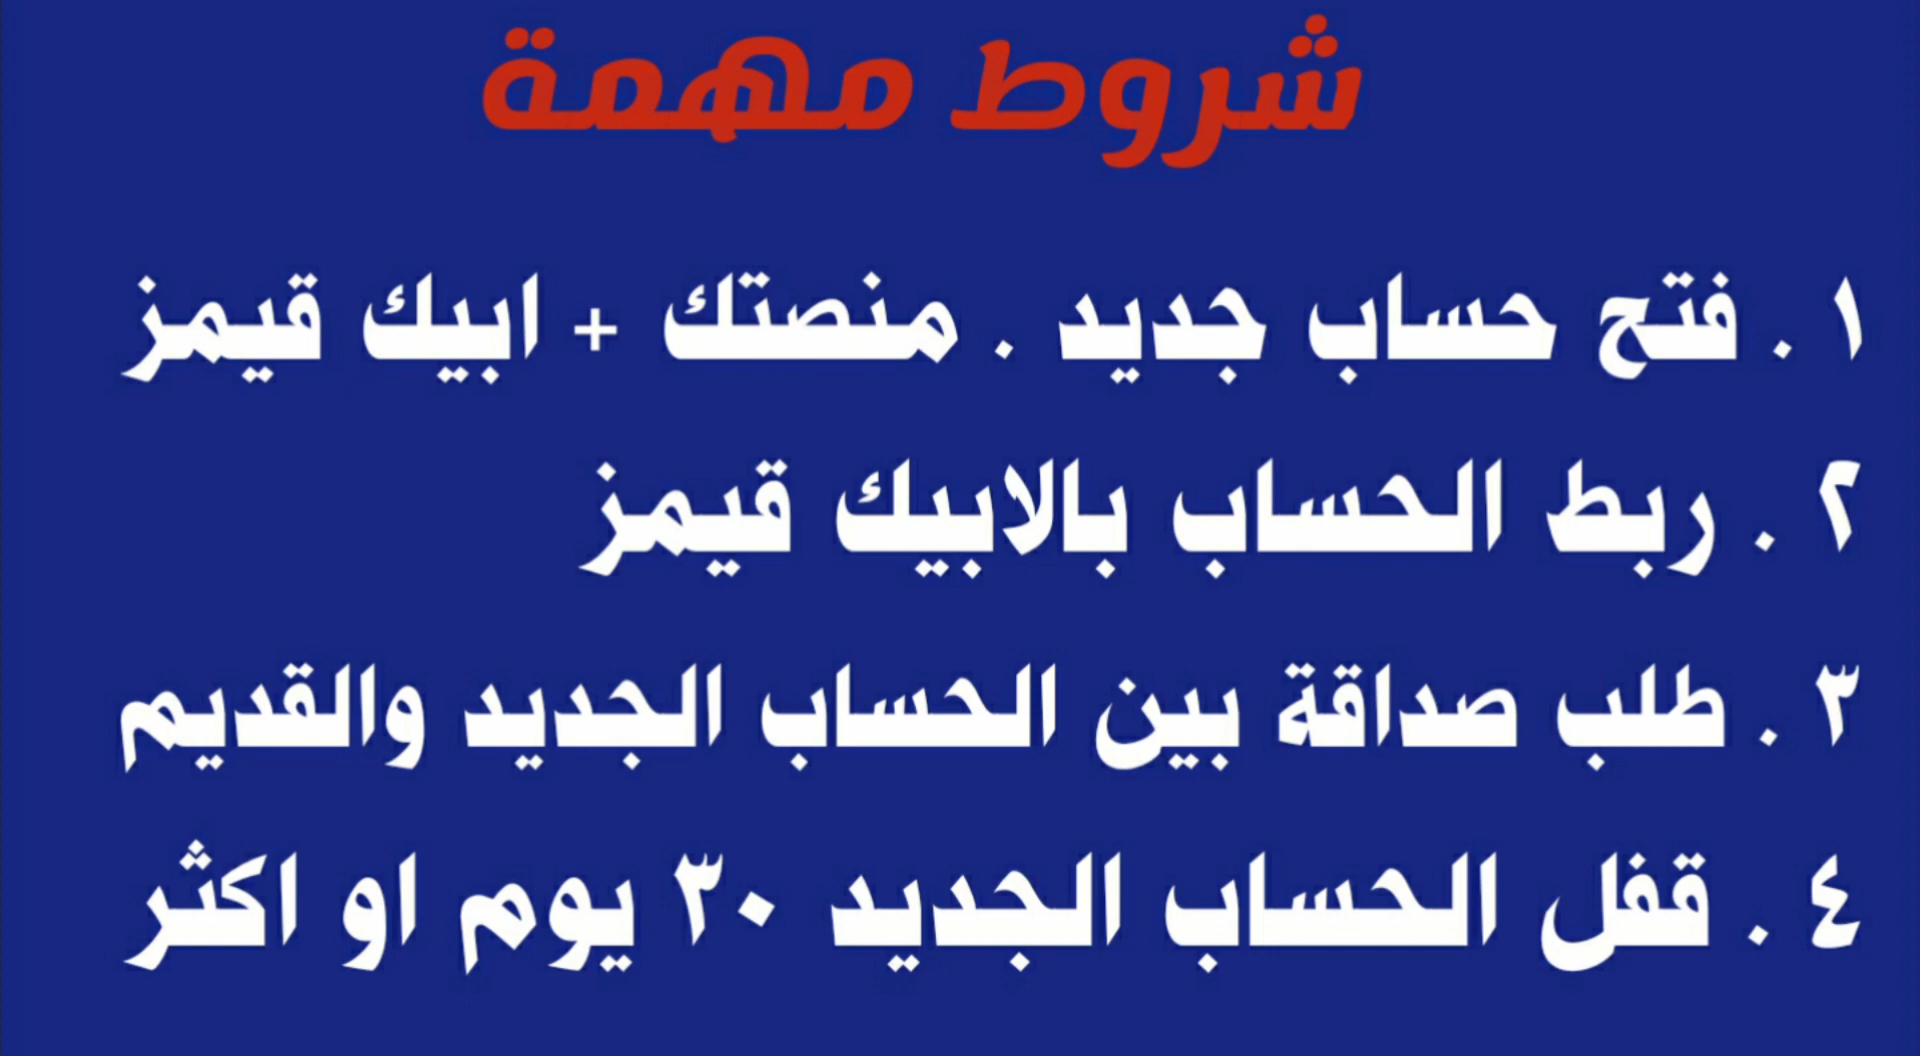 شروط مهمة
١ . فتح حساب جديد . منصتك + ابيك قيمز
٢ . ربط الحساب بالابيك قيمز
٣ . طلب صداقة بين الحساب الجديد والقديم
٤ . قفل الحساب الجديد ٣٠ يوم او اكثر